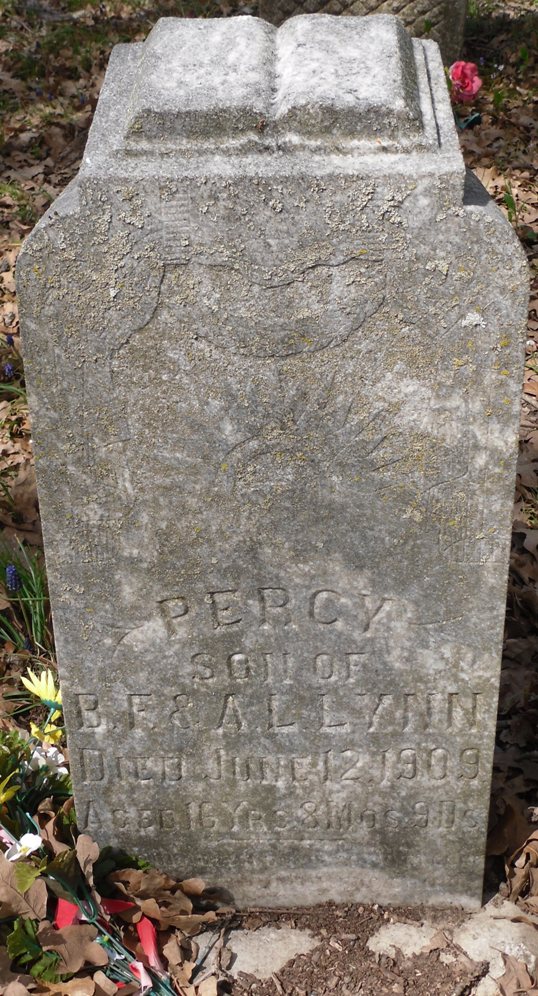 PERCY
SON OF
B.F. & A.L. LYNN
DIED JUNE 12, 1909
AGED 16 YRS 8 MOS 9 DS